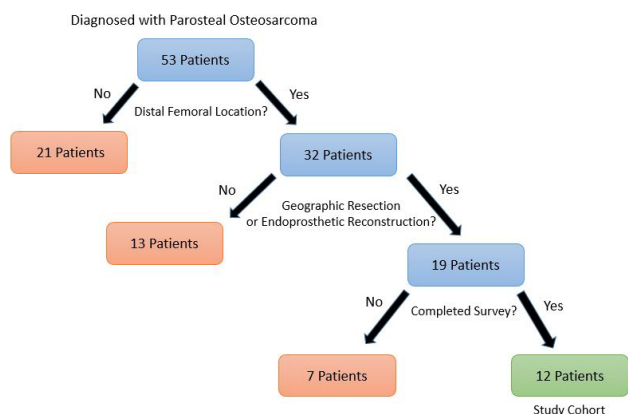 Diagnosed with Parosteal Osteosarcoma
53 Patients
No
Yes
Distal Femoral Location?
21 Patients
32 Patients
No
Yes
Geographic Resection
or Endoprosthetic Reconstruction?
13 Patients
19 Patients
No
Yes
Completed Survey?
7 Patients
12 Patients
Study Cohort